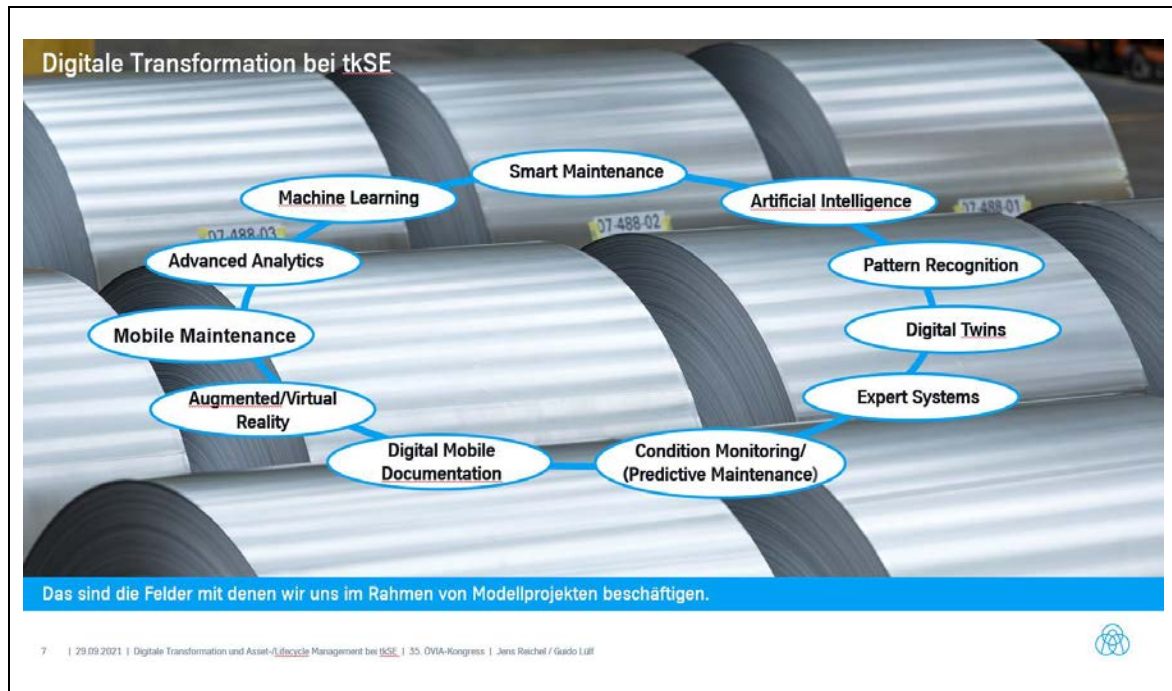 Digitale Transformation bei tkSE
Smart Maintenance
Machine Learning
Artificial Intelligence
07-488-03
07-488-02
07-488-01
Advanced Analytics
Pattern Recognition
Mobile Maintenance
Digital Twins
Augmented/Virtual
Reality
Expert Systems
Digital Mobile
Documentation
Condition Monitoring/
(Predictive Maintenance)
Das sind die Felder mit denen wir uns im Rahmen von Modellprojekten beschäftigen.
7 | 29.09.2021 | Digitale Transformation und Asset-/Lifecycle Management bei tkSE | 35. ÖVIA-Kongress | Jens Reichel / Guido Lülf